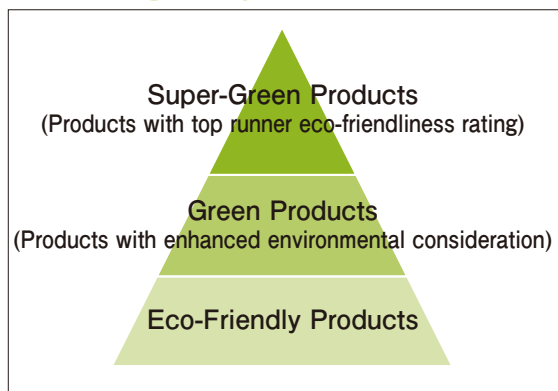 Super-Green Products
(Products with top runner eco-friendliness rating)
Green Products
(Products with enhanced environmental consideration)
Eco-Friendly Products